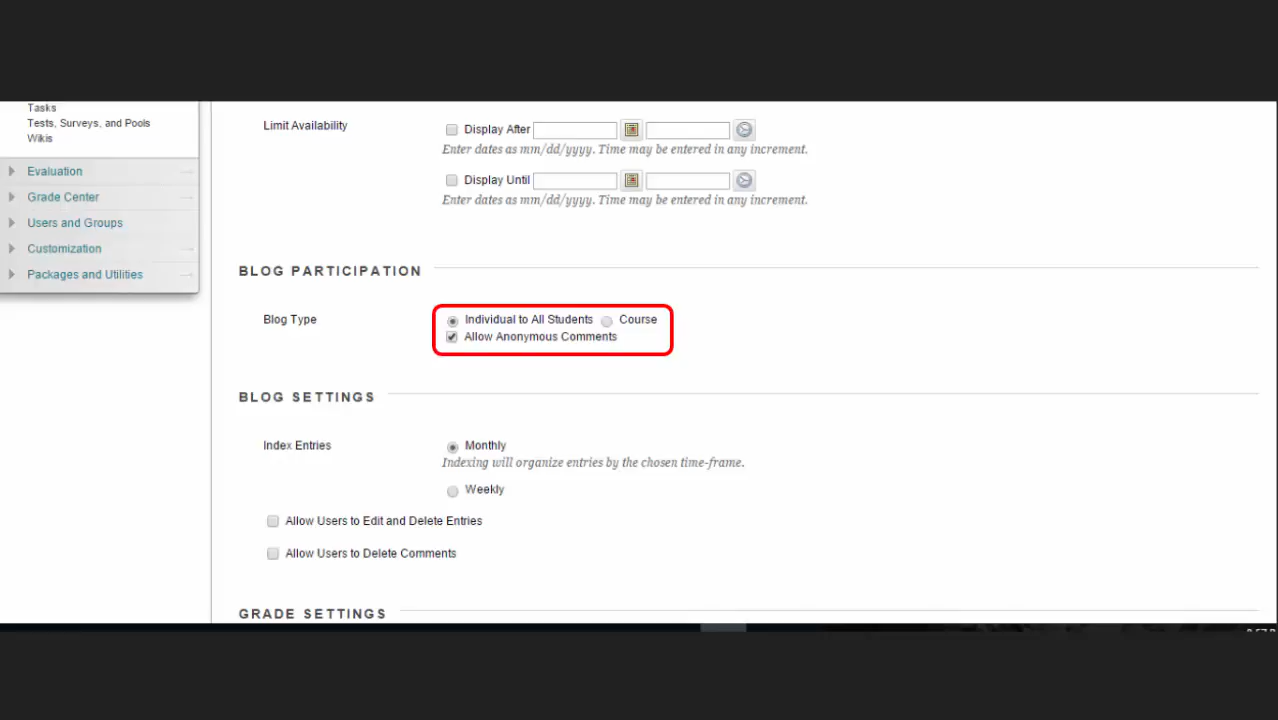 Tasks
Tests, Surveys, and Pools
Wikis
Evaluation
Grade Center
Users and Groups
Customization
Packages and Utilities
Limit Availability
Display After
Enter dates as mm/dd/yyyy. Time may be entered in any increment.
Display Until
Enter dates as mm/dd/yyyy. Time may be entered in any increment.
BLOG PARTICIPATION
Blog Type
Individual to All Students Course
Allow Anonymous Comments
BLOG SETTINGS
Index Entries
Monthly
Indexing will organize entries by the chosen time-frame.
Weekly
Allow Users to Edit and Delete Entries
Allow Users to Delete Comments
GRADE SETTINGS